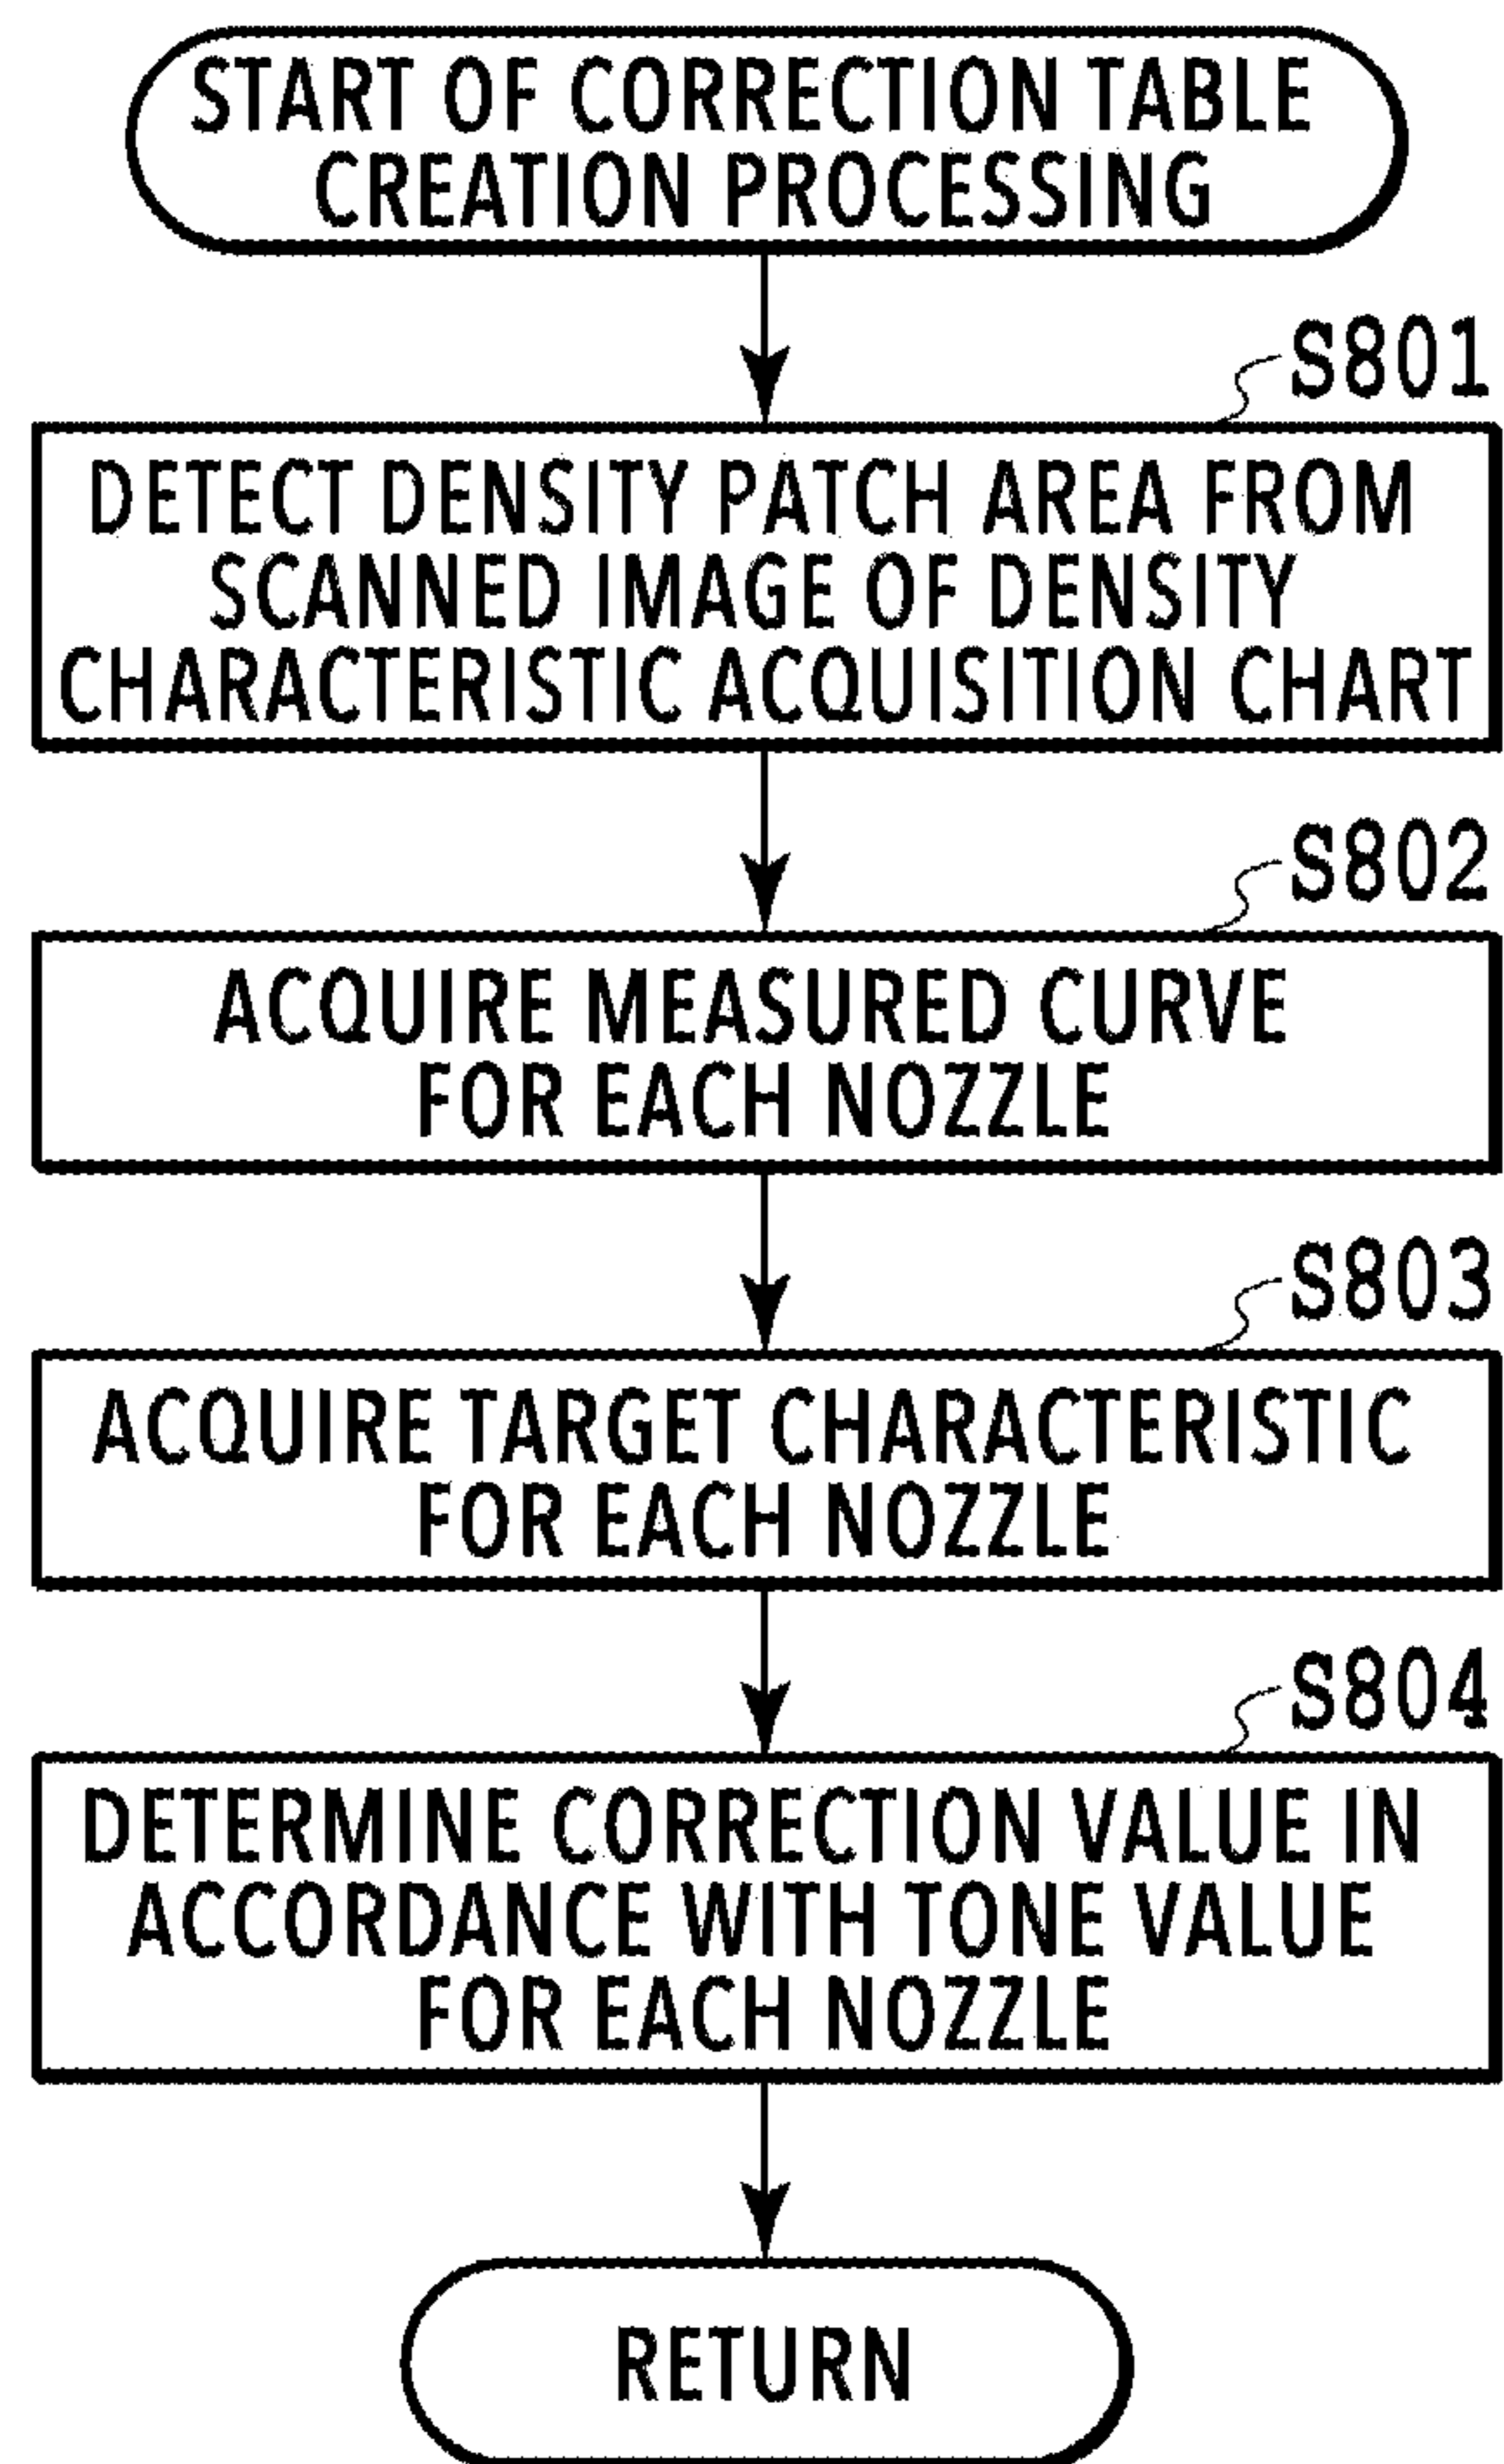 START OF CORRECTION TABLE
CREATION PROCESSING
S801
DETECT DENSITY PATCH AREA FROM
SCANNED IMAGE OF DENSITY
CHARACTERISTIC ACQUISITION CHART
S802
ACQUIRE MEASURED CURVE
FOR EACH NOZZLE
S803
ACQUIRE TARGET CHARACTERISTIC
FOR EACH NOZZLE
S804
DETERMINE CORRECTION VALUE IN
ACCORDANCE WITH TONE VALUE
FOR EACH NOZZLE
RETURN